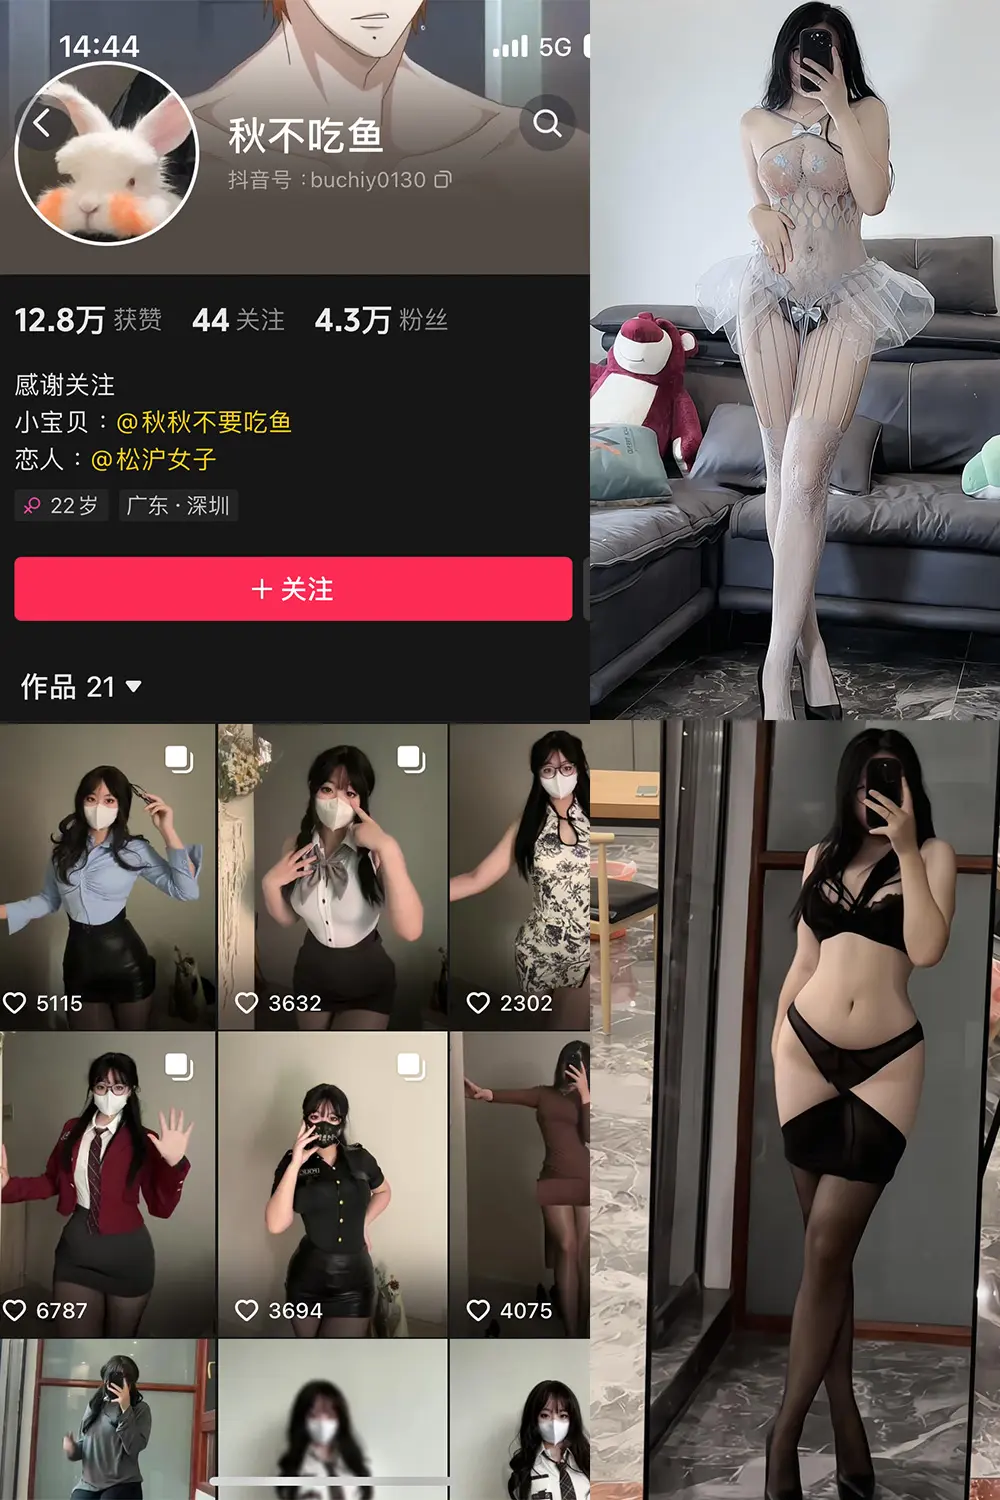 14:44
5G
秋不吃鱼
抖音号：buchiy0130
12.8万 获赞 44 关注 4.3万 粉丝
感谢关注
小宝贝：@秋秋不要吃鱼
恋人：@松沪女子
22岁 广东·深圳
+ 关注
作品 21
5115 3632 2302
6787 3694 4075